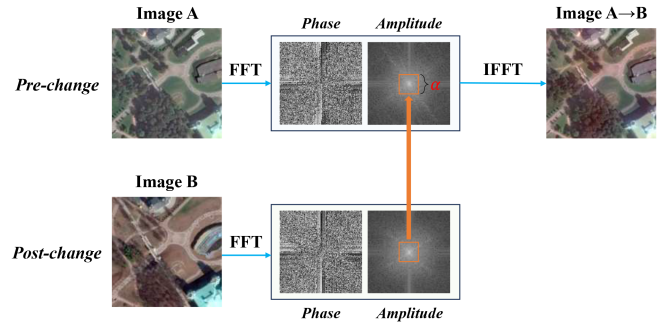 Image A
Phase
Amplitude
Image A→B
Pre-change
FFT
a
IFFT
Image B
Post-change
FFT
Phase
Amplitude